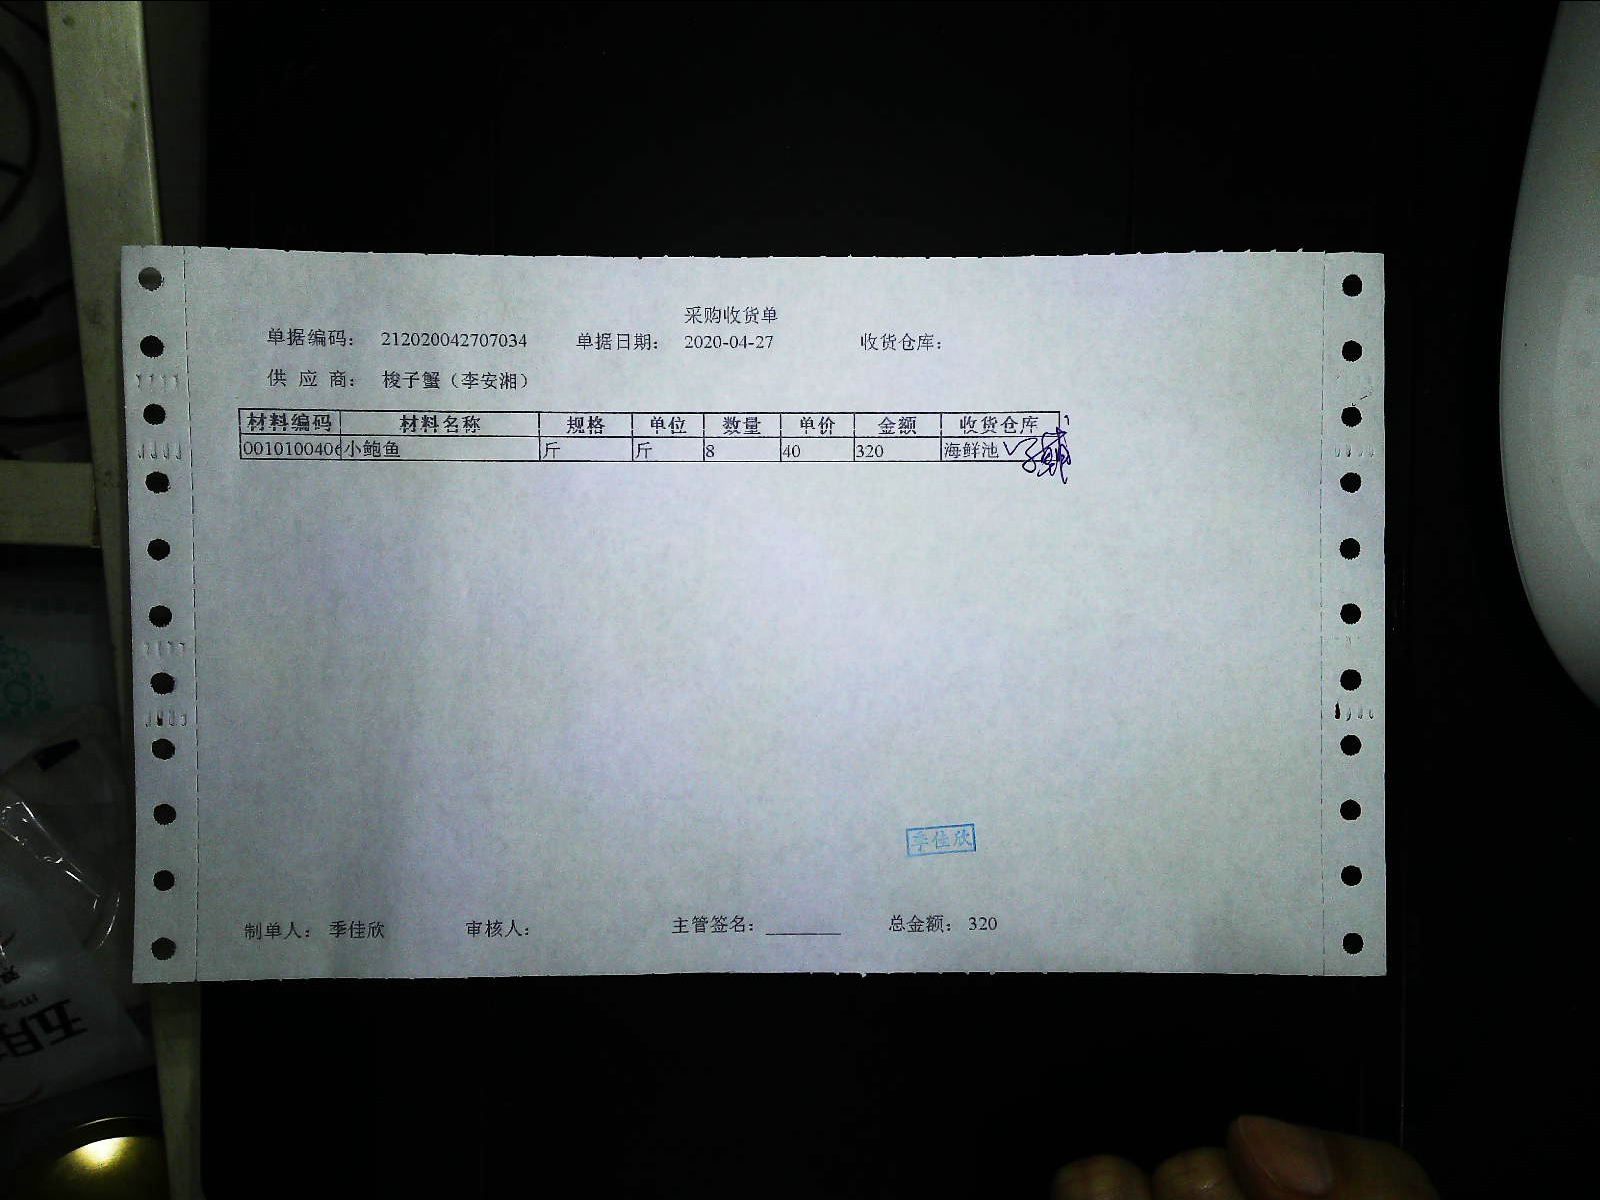 采购收货单
单据编码： 212020042707034 单据日期： 2020-04-27 收货仓库：
供 应 商： 梭子蟹（李安湘）
材料编码 材料名称 规格 单位 数量 单价 金额 收货仓库
0010100406 小鲍鱼 斤 斤 8 40 320 海鲜池
季佳欣
制单人： 季佳欣 审核人： 主管签名： 总金额： 320
五月